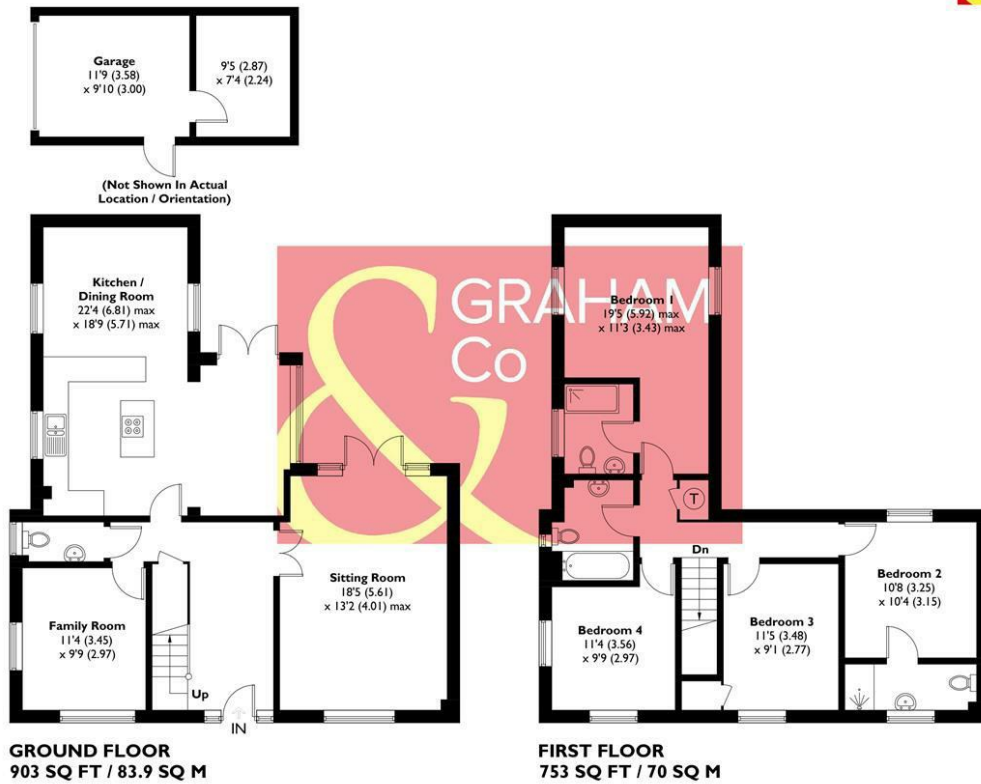 Garage
11'9 (3.58)
x 9'10 (3.00)
9'5 (2.87)
x 7'4 (2.24)
(Not Shown In Actual
Location / Orientation)
Kitchen /
Dining Room
22'4 (6.81) max
x 18'9 (5.71) max
& GRAHAM
Co
Bedroom 1
19'5 (5.92) max
x 11'3 (3.43) max
T
Sitting Room
18'5 (5.61)
x 13'2 (4.01) max
Family Room
11'4 (3.45)
x 9'9 (2.97)
Up
IN
Dn
Bedroom 2
10'8 (3.25)
x 10'4 (3.15)
Bedroom 4
11'4 (3.56)
x 9'9 (2.97)
Bedroom 3
11'5 (3.48)
x 9'1 (2.77)
GROUND FLOOR
903 SQ FT / 83.9 SQ M
FIRST FLOOR
753 SQ FT / 70 SQ M